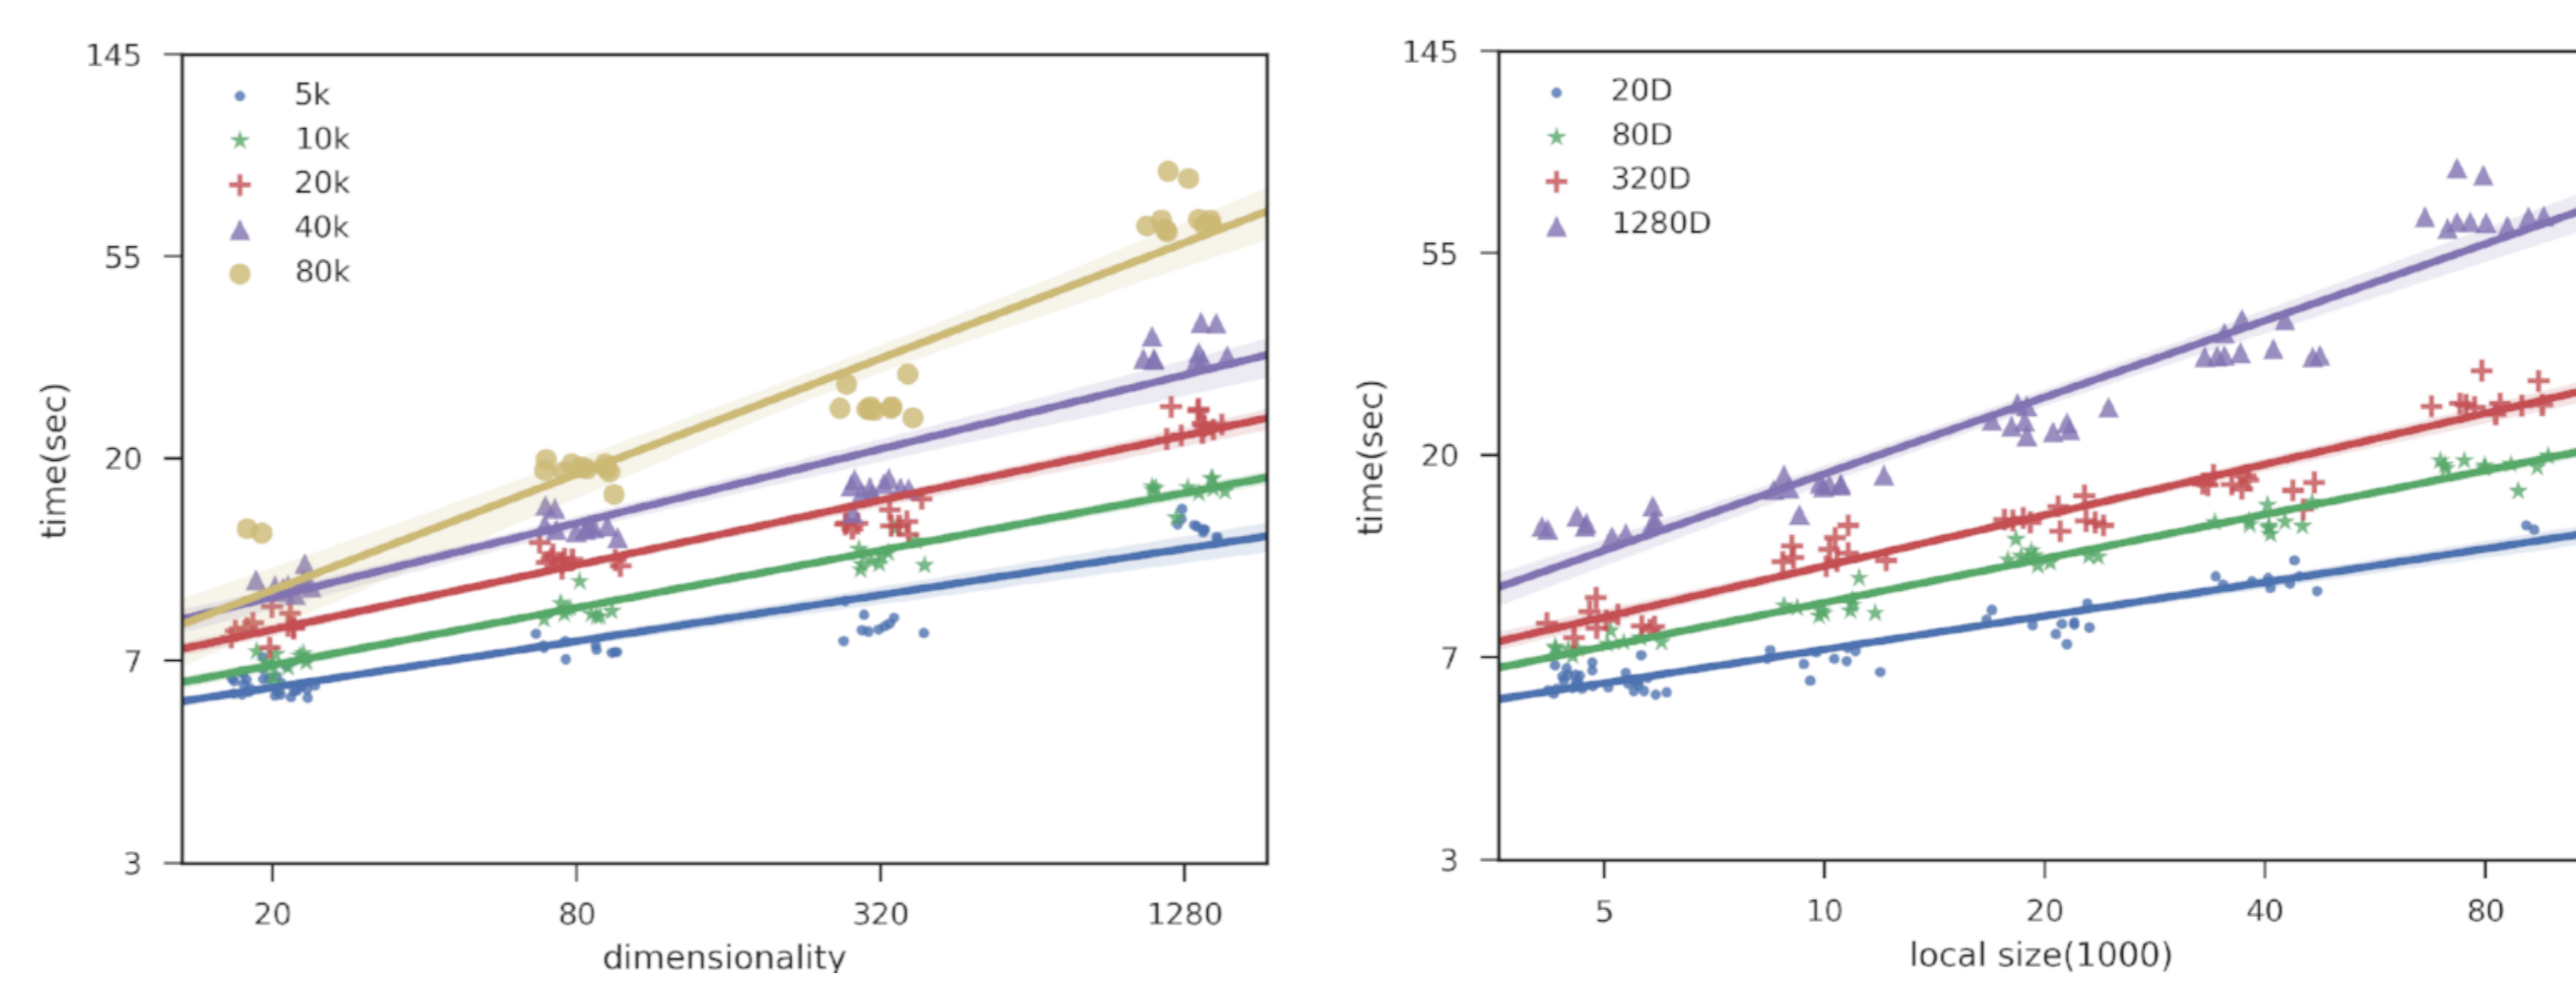 145
55
20
7
3
time(sec)
5k
10k
20k
40k
80k
20 80 320 1280
dimensionality
145
55
20
7
3
time(sec)
20D
80D
320D
1280D
5 10 20 40 80
local size(1000)